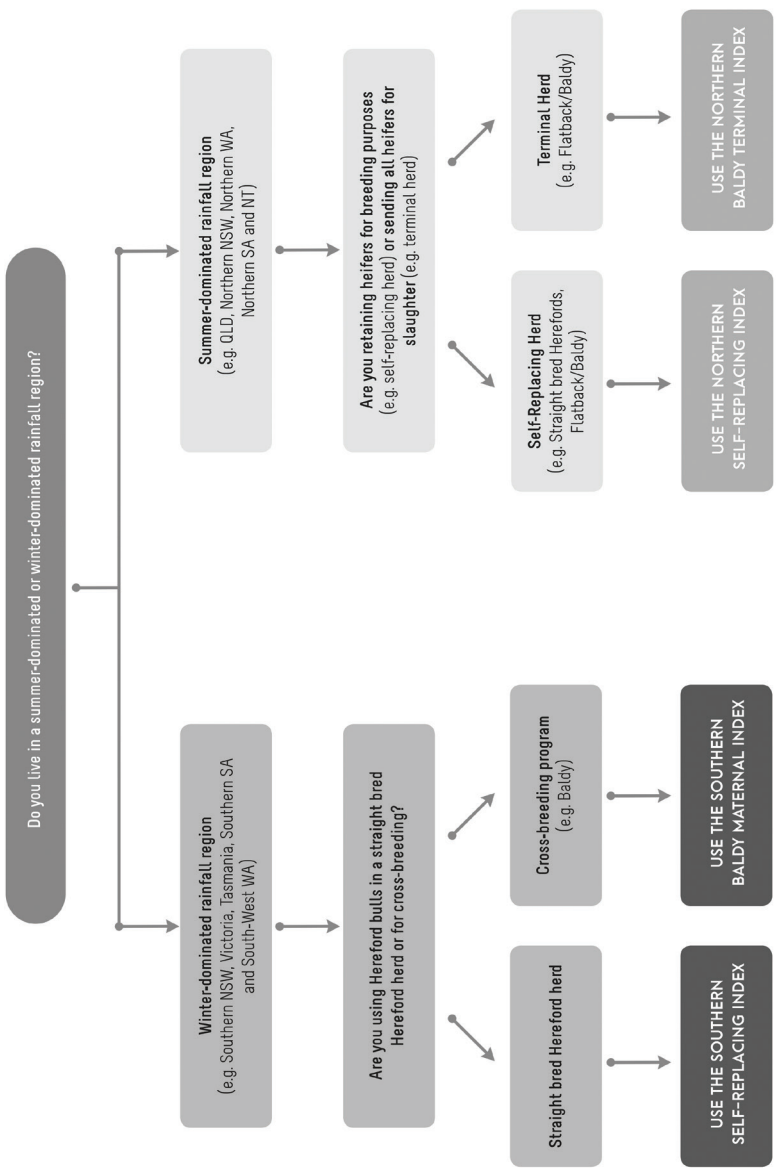 Do you live in a summer-dominated or winter-dominated rainfall region?
Winter-dominated rainfall region
(e.g. Southern NSW, Victoria, Tasmania, Southern SA
and South-West WA)
Are you using Hereford bulls in a straight bred
Hereford herd or for cross-breeding?
Straight bred Hereford herd
USE THE SOUTHERN
SELF-REPLACING INDEX
Cross-breeding program
(e.g. Baldy)
USE THE SOUTHERN
BALDY MATERNAL INDEX
Summer-dominated rainfall region
(e.g. QLD, Northern NSW, Northern WA,
Northern SA and NT)
Are you retaining heifers for breeding purposes
(e.g. self-replacing herd) or sending all heifers for
slaughter (e.g. terminal herd)
Self-Replacing Herd
(e.g. Straight bred Herefords,
Flatback/Baldy)
USE THE NORTHERN
SELF-REPLACING INDEX
Terminal Herd
(e.g. Flatback/Baldy)
USE THE NORTHERN
BALDY TERMINAL INDEX